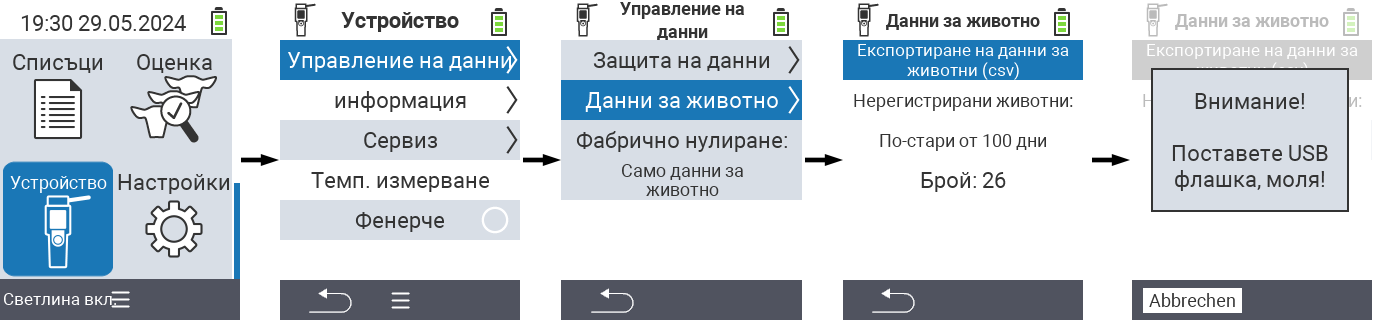 19:30 29.05.2024
Списъци
Оценка
Устройство
Настройки
Светлина вкл.
Устройство
Управление на данни
информация
Сервиз
Темп. измерване
Фенерче
Управление на
данни
Защита на данни
Данни за животно
Фабрично нулиране:
Само данни за
животно
Данни за животно
Експортиране на данни за
животни (csv)
Нерегистрирани животни:
По-стари от 100 дни
Брой: 26
Данни за животно
Експортиране на данни за
Внимание!
Поставете USB
флашка, моля!
Abbrechen